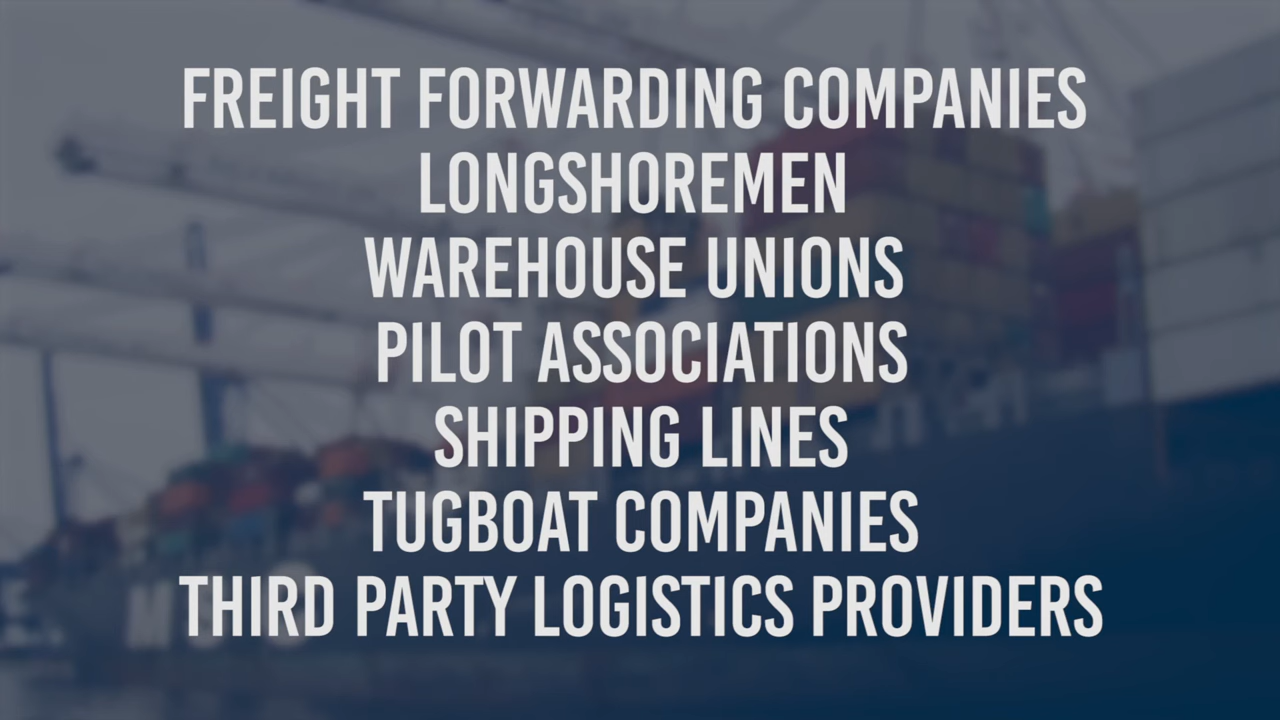 FREIGHT FORWARDING COMPANIES
LONGSHOREMEN
WAREHOUSE UNIONS
PILOT ASSOCIATIONS
SHIPPING LINES
TUGBOAT COMPANIES
THIRD PARTY LOGISTICS PROVIDERS